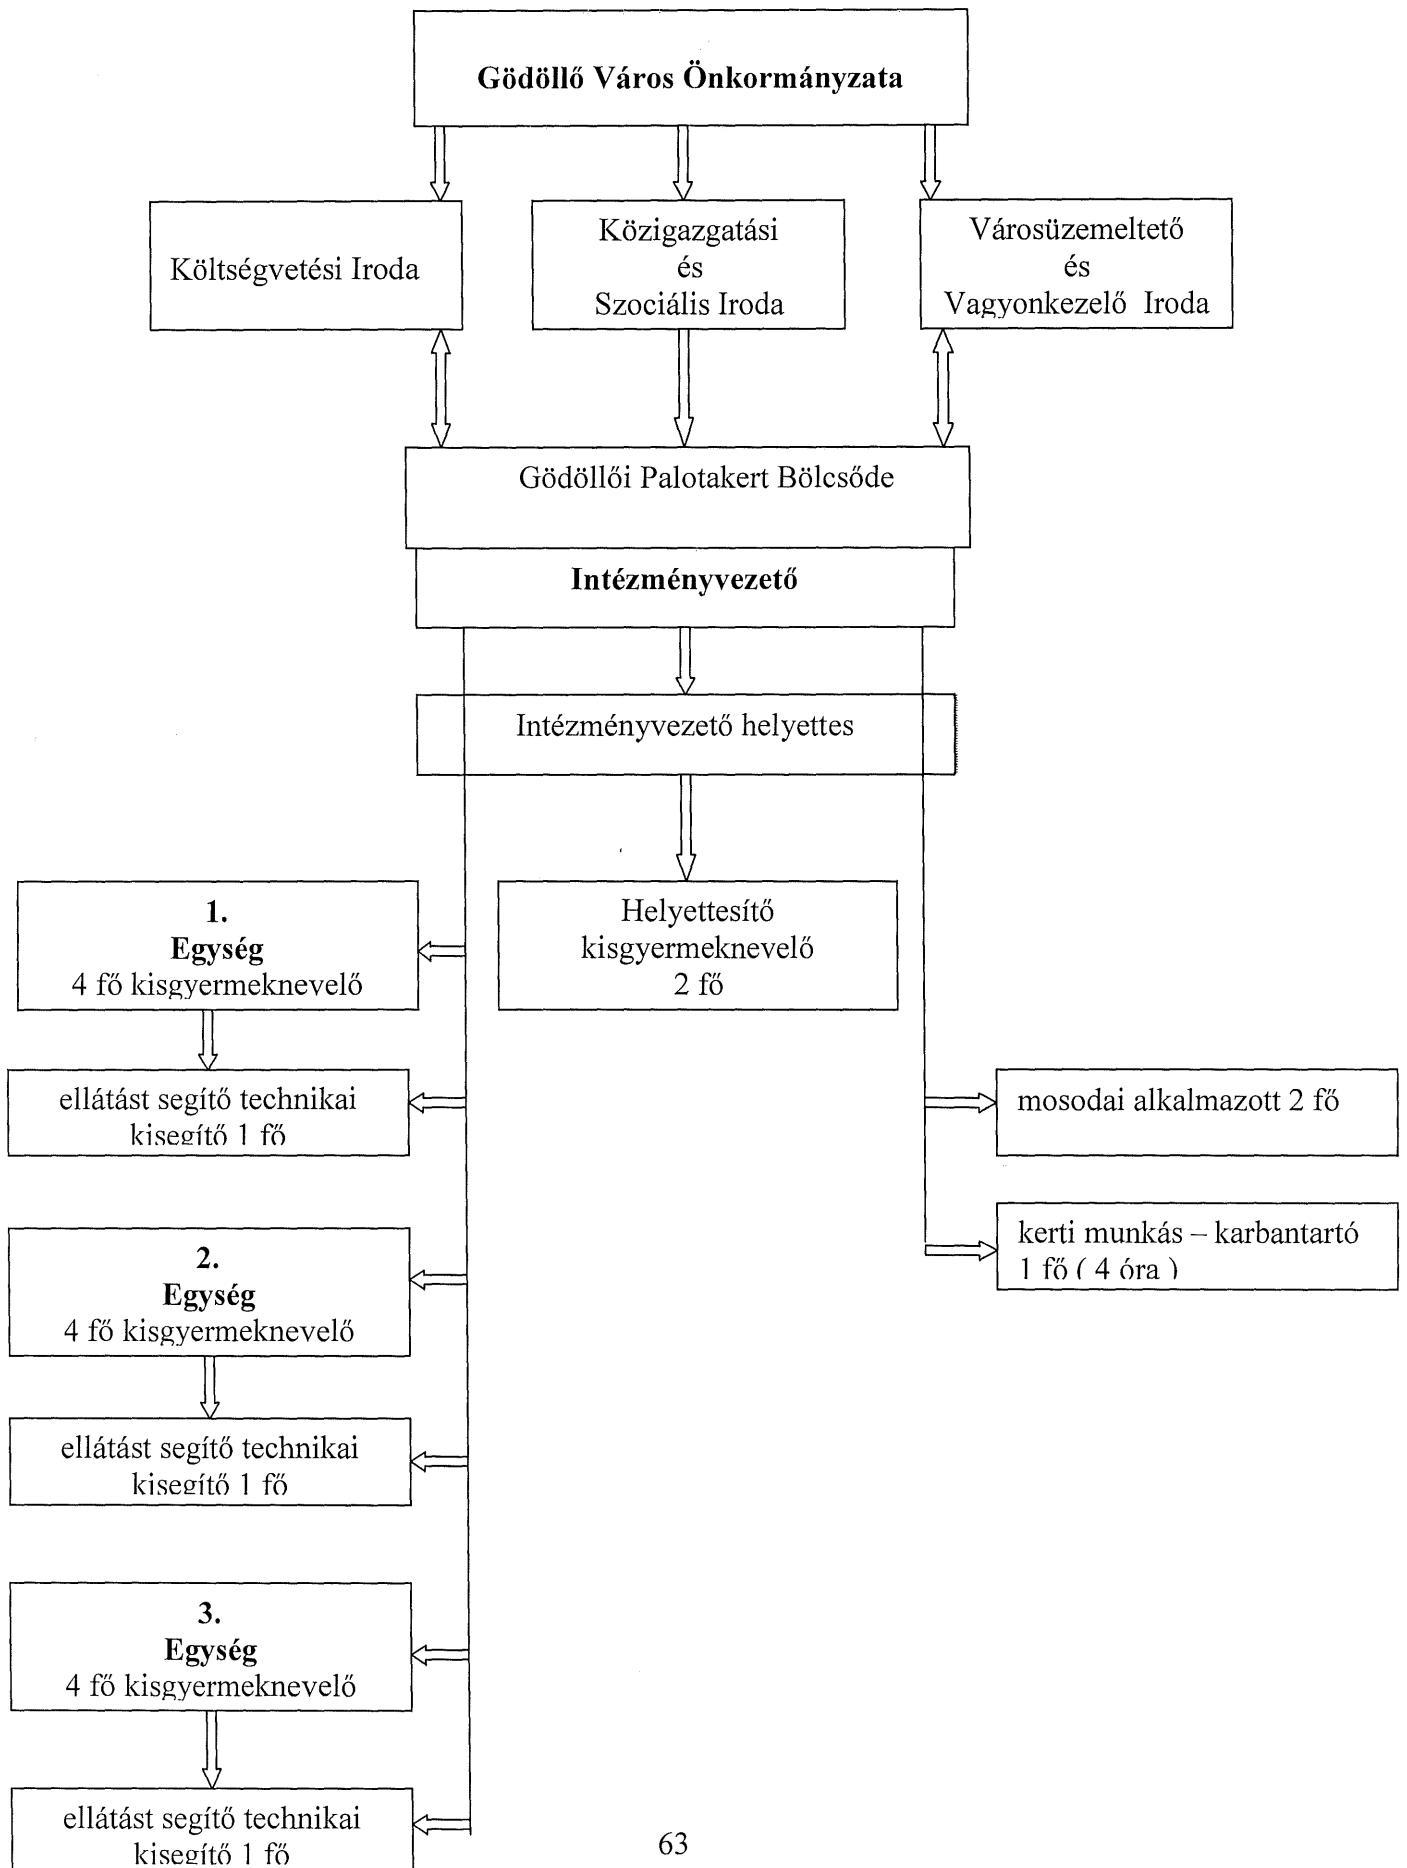 Gödöllő Város Önkormányzata
Költségvetési Iroda
Közigazgatási
és
Szociális Iroda
Városüzemeltető
és
Vagyonkezelő Iroda
Gödöllői Palotakert Bölcsőde
Intézményvezető
Intézményvezető helyettes
1.
Egység
4 fő kisgyermeknevelő
Helyettesítő
kisgyermeknevelő
2 fő
ellátást segítő technikai
kisegítő 1 fő
mosodai alkalmazott 2 fő
kerti munkás – karbantartó
1 fő ( 4 óra )
2.
Egység
4 fő kisgyermeknevelő
ellátást segítő technikai
kisegítő 1 fő
3.
Egység
4 fő kisgyermeknevelő
ellátást segítő technikai
kisegítő 1 fő
63